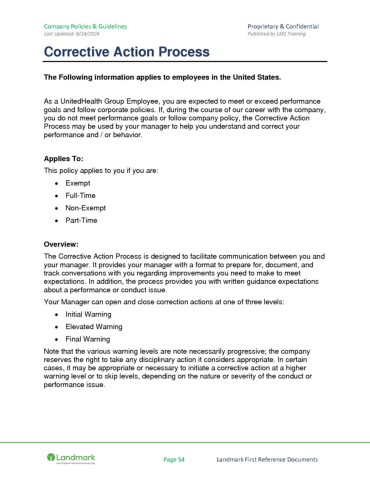 Company Policies & Guidelines Proprietary & Confidential
Last Updated: 6/24/2024 Published by LMS Training
Corrective Action Process
The Following information applies to employees in the United States.
As a UnitedHealth Group Employee, you are expected to meet or exceed performance
goals and follow corporate policies. If, during the course of our career with the company,
you do not meet performance goals or follow company policy, the Corrective Action
Process may be used by your manager to help you understand and correct your
performance and / or behavior.
Applies To:
This policy applies to you if you are:
• Exempt
• Full-Time
• Non-Exempt
• Part-Time
Overview:
The Corrective Action Process is designed to facilitate communication between you and
your manager. It provides your manager with a format to prepare for, document, and
track conversations with you regarding improvements you need to make to meet
expectations. In addition, the process provides you with written guidance expectations
about a performance or conduct issue.
Your Manager can open and close correction actions at one of three levels:
• Initial Warning
• Elevated Warning
• Final Warning
Note that the various warning levels are note necessarily progressive; the company
reserves the right to take any disciplinary action it considers appropriate. In certain
cases, it may be appropriate or necessary to initiate a corrective action at a higher
warning level or to skip levels, depending on the nature or severity of the conduct or
performance issue.
Landmark Page 54 Landmark First Reference Documents